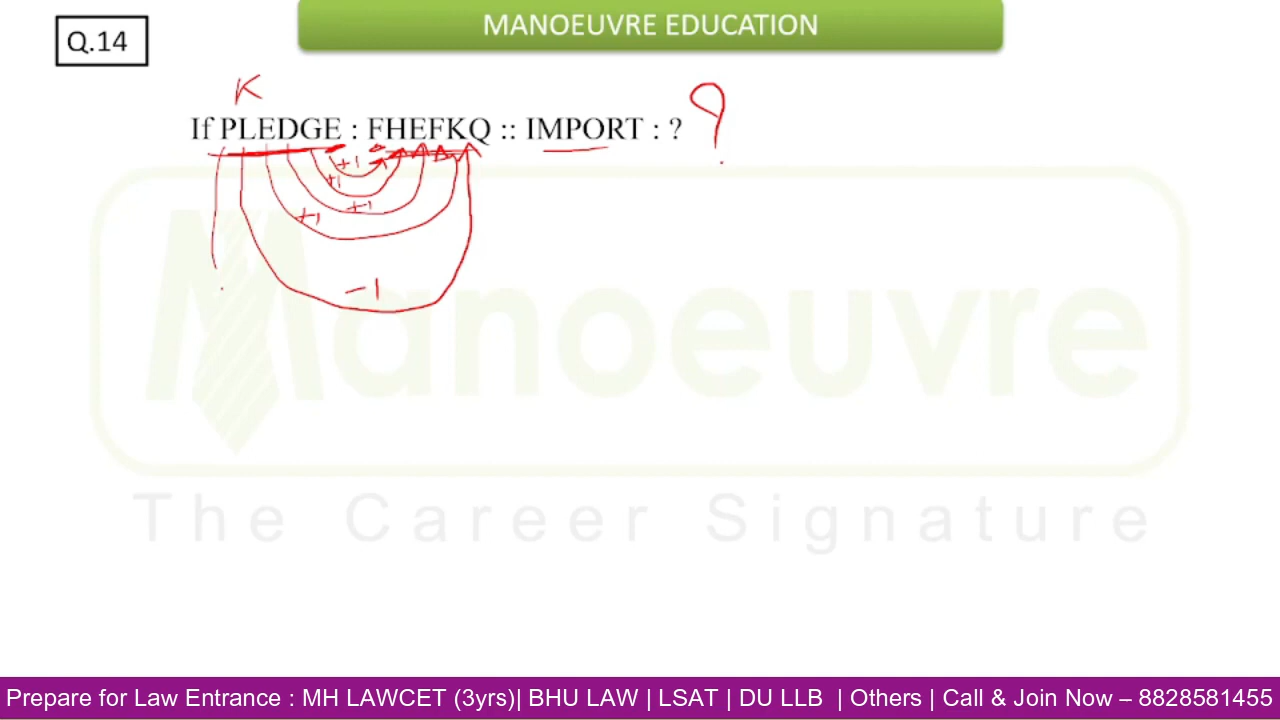 MANOEUVRE EDUCATION
Q.14
K
If PLEDGE : FHEFKQ :: IMPORT : ? ?
+1
+1
+1
+1
-1
Manoeuvre
The Career Signature
Prepare for Law Entrance : MH LAWCET (3yrs)| BHU LAW | LSAT | DU LLB | Others | Call & Join Now – 8828581455